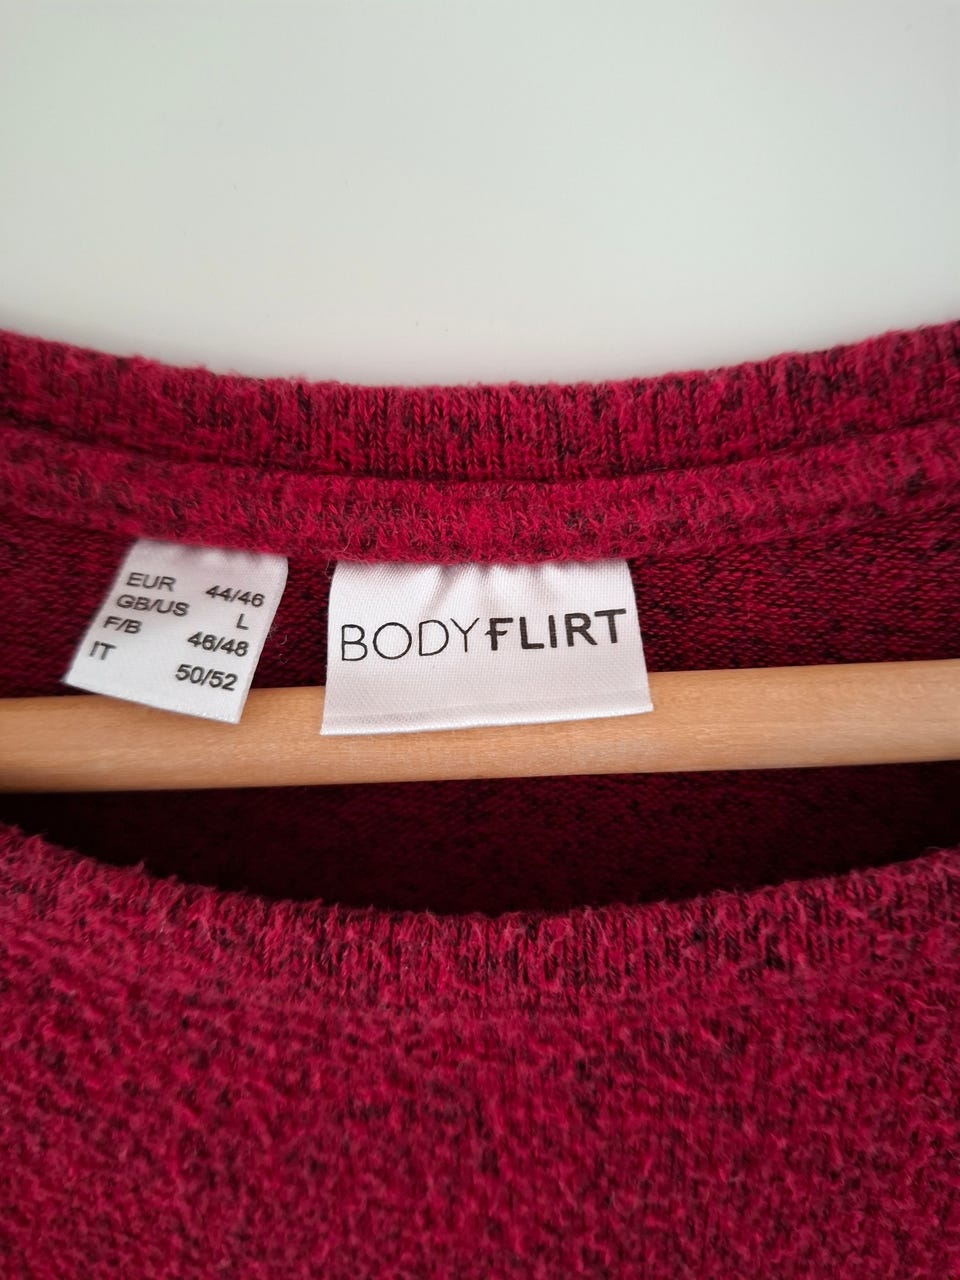 EUR 44/46
GB/US L
F/B 46/48
IT 50/52
BODYFLIRT